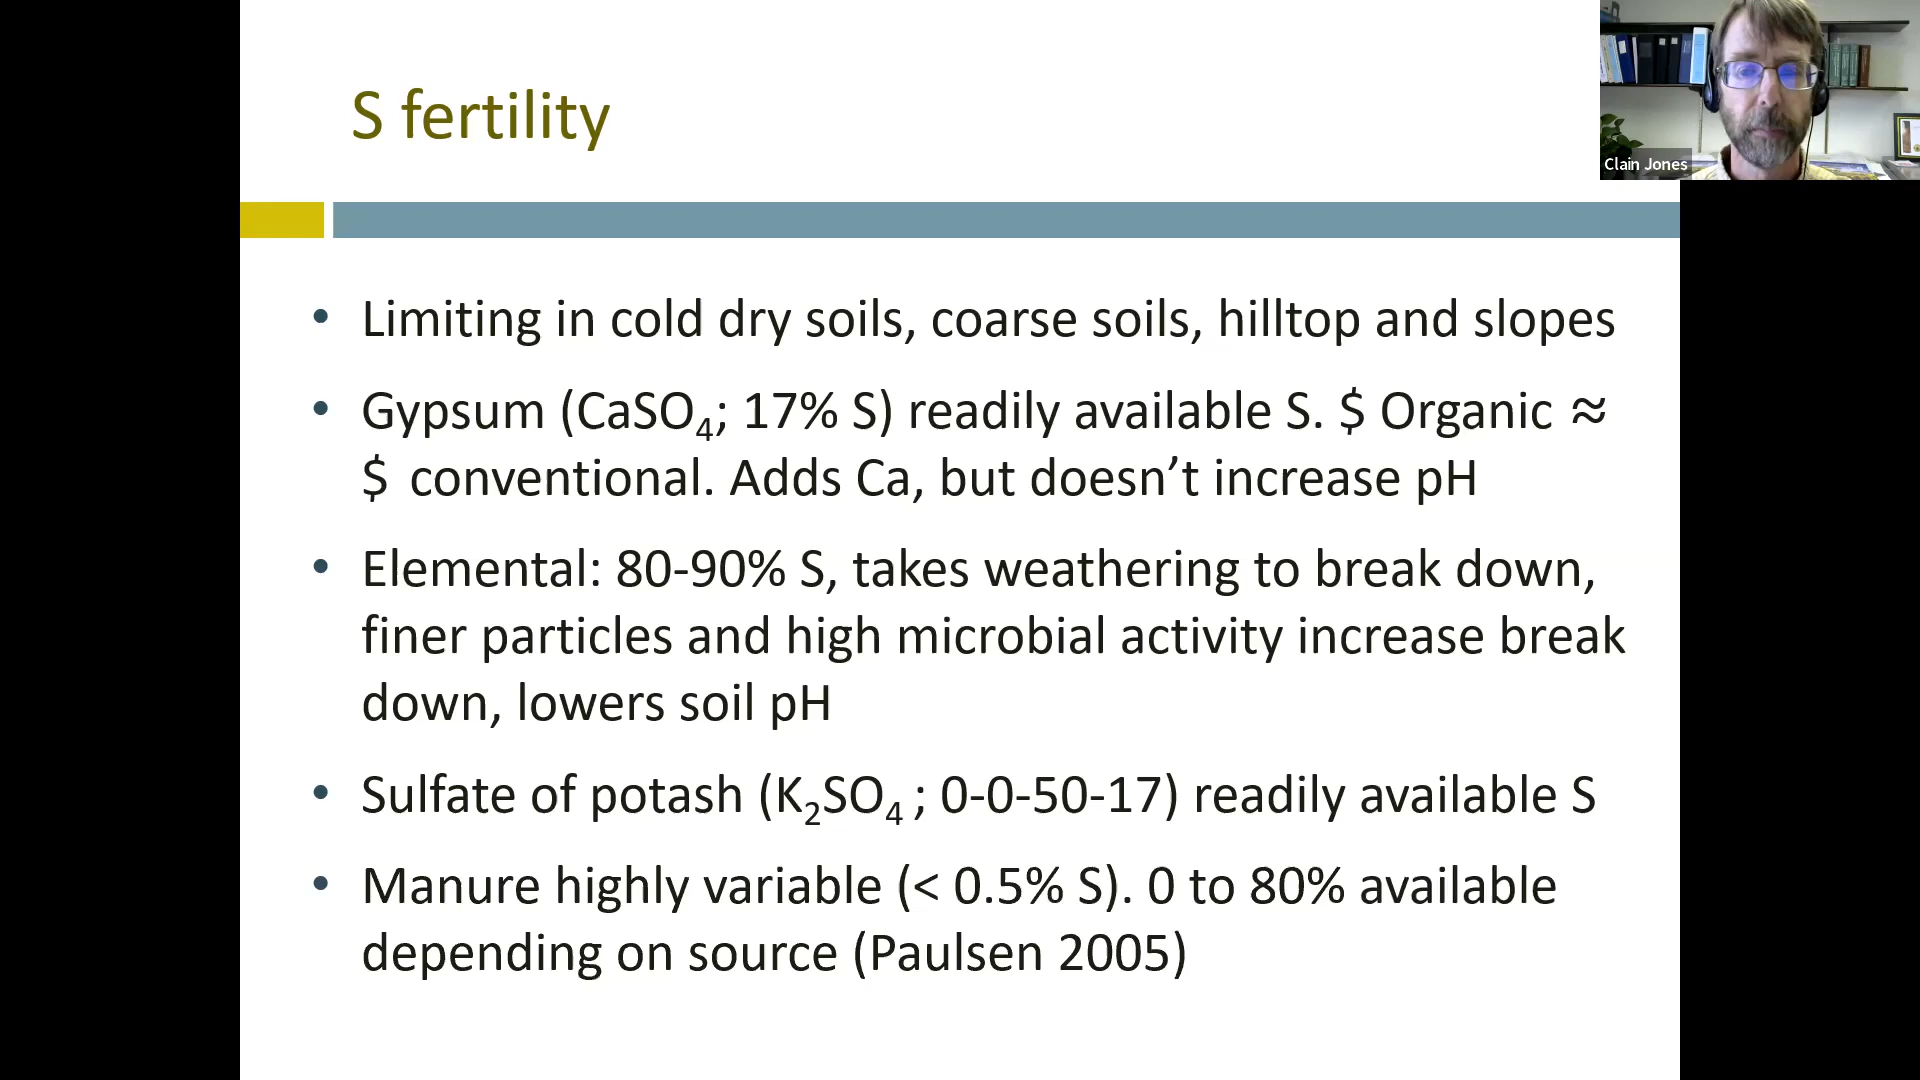 S fertility
Clain Jones
• Limiting in cold dry soils, coarse soils, hilltop and slopes
• Gypsum (CaSO₄; 17% S) readily available S. $ Organic ≈
$ conventional. Adds Ca, but doesn’t increase pH
• Elemental: 80-90% S, takes weathering to break down,
finer particles and high microbial activity increase break
down, lowers soil pH
• Sulfate of potash (K₂SO₄ ; 0-0-50-17) readily available S
• Manure highly variable (< 0.5% S). 0 to 80% available
depending on source (Paulsen 2005)